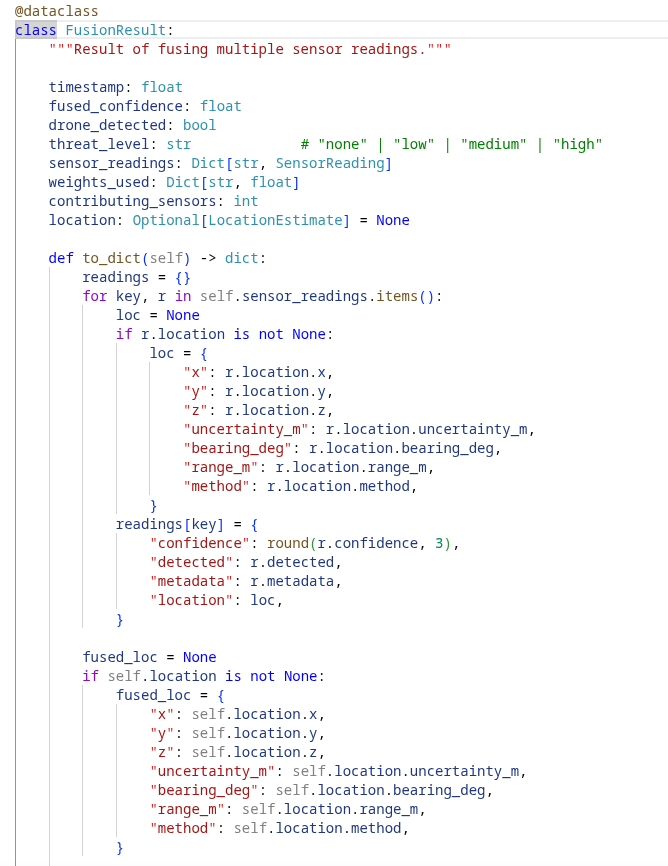 @dataclass
class FusionResult:
    """Result of fusing multiple sensor readings."""

    timestamp: float
    fused_confidence: float
    drone_detected: bool
    threat_level: str             # "none" | "low" | "medium" | "high"
    sensor_readings: Dict[str, SensorReading]
    weights_used: Dict[str, float]
    contributing_sensors: int
    location: Optional[LocationEstimate] = None

    def to_dict(self) -> dict:
        readings = {}
        for key, r in self.sensor_readings.items():
            loc = None
            if r.location is not None:
                loc = {
                    "x": r.location.x,
                    "y": r.location.y,
                    "z": r.location.z,
                    "uncertainty_m": r.location.uncertainty_m,
                    "bearing_deg": r.location.bearing_deg,
                    "range_m": r.location.range_m,
                    "method": r.location.method,
                }
            readings[key] = {
                "confidence": round(r.confidence, 3),
                "detected": r.detected,
                "metadata": r.metadata,
                "location": loc,
            }

        fused_loc = None
        if self.location is not None:
            fused_loc = {
                "x": self.location.x,
                "y": self.location.y,
                "z": self.location.z,
                "uncertainty_m": self.location.uncertainty_m,
                "bearing_deg": self.location.bearing_deg,
                "range_m": self.location.range_m,
                "method": self.location.method,
            }